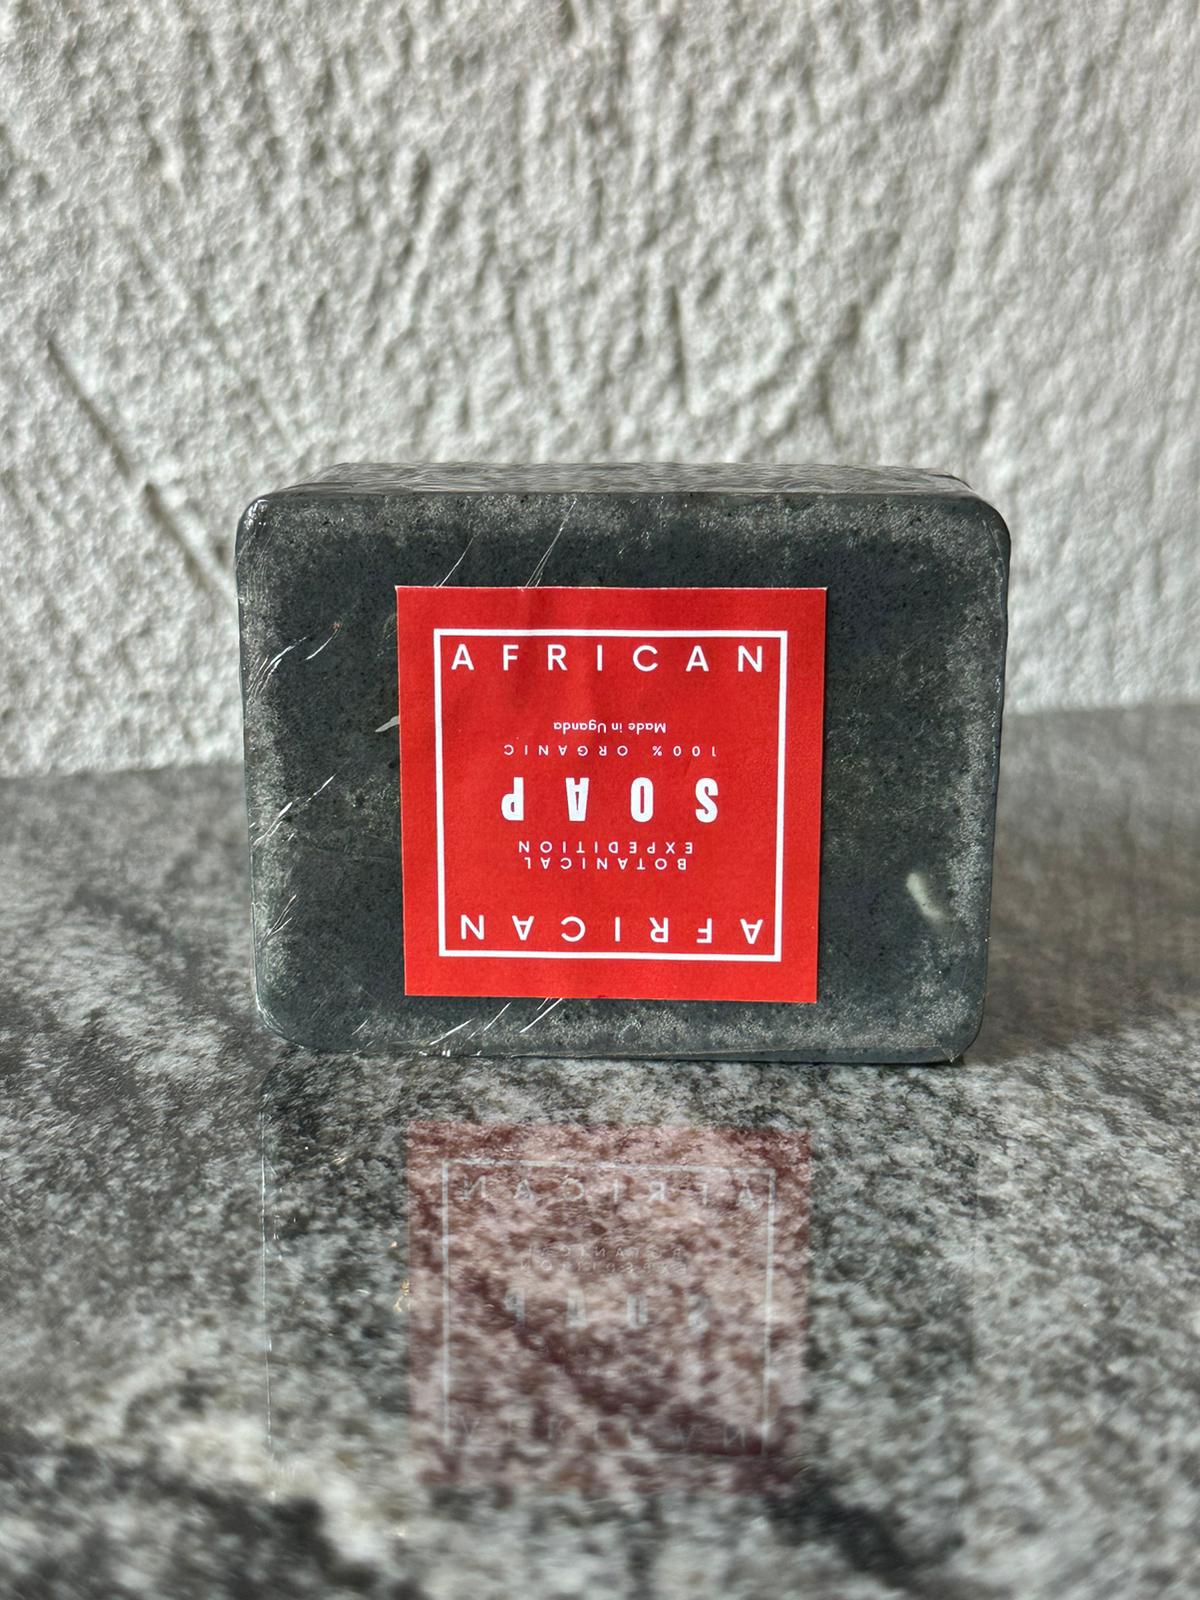 AFRICAN
AFRICAN
BOTANICAL
EXPEDITION
SOAP
100% ORGANIC
Made in Uganda